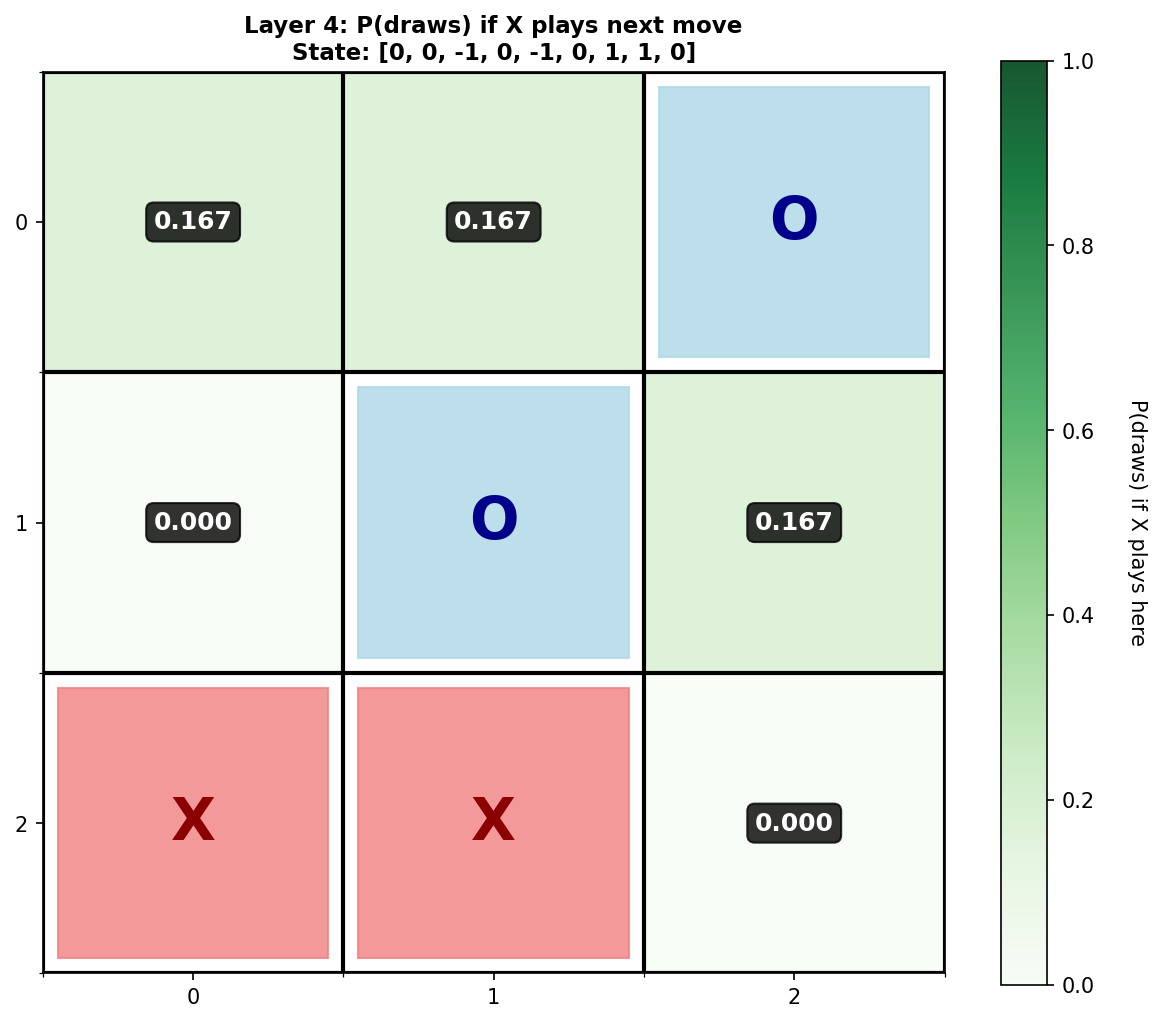 Layer 4: P(draws) if X plays next move
State: [0, 0, -1, 0, -1, 0, 1, 1, 0]
0
0.167
0.167
O
1
0.000
O
0.167
2
X
X
0.000
0
1
2
1.0
0.8
0.6
0.4
0.2
0.0
P(draws) if X plays here